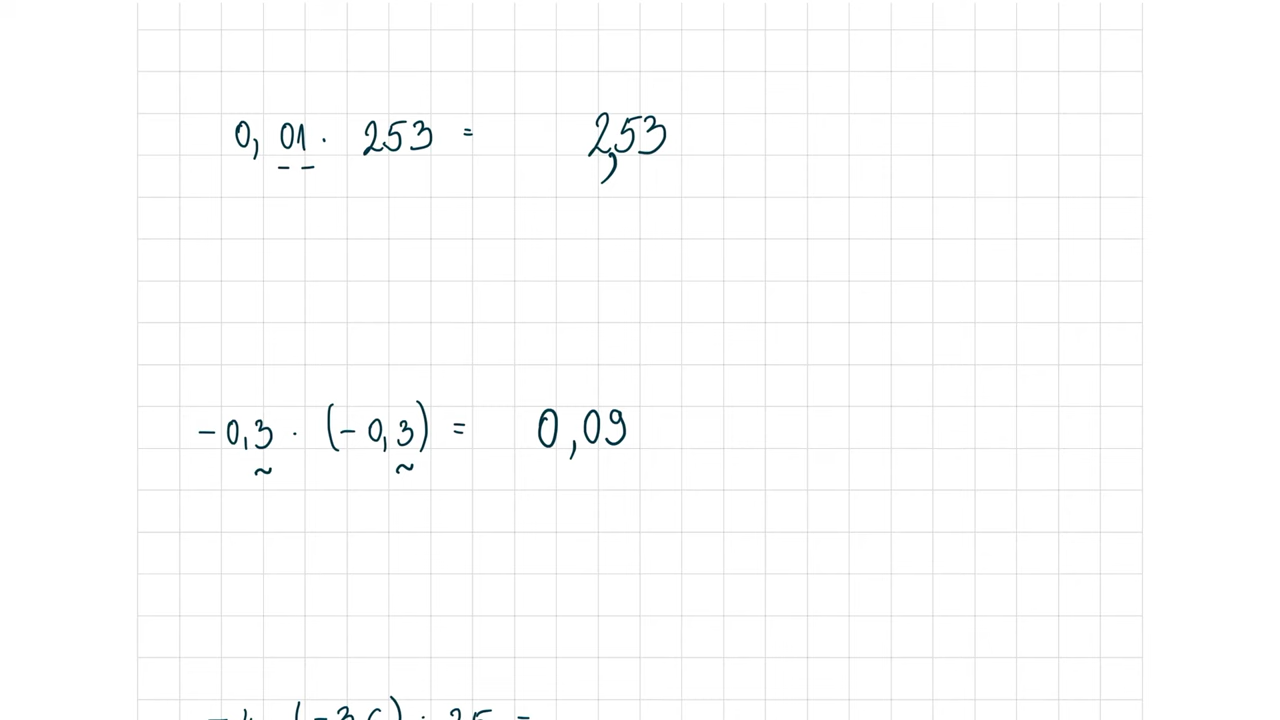 0,01 · 253 = 2,53
-0,3 · (-0,3) = 0,09